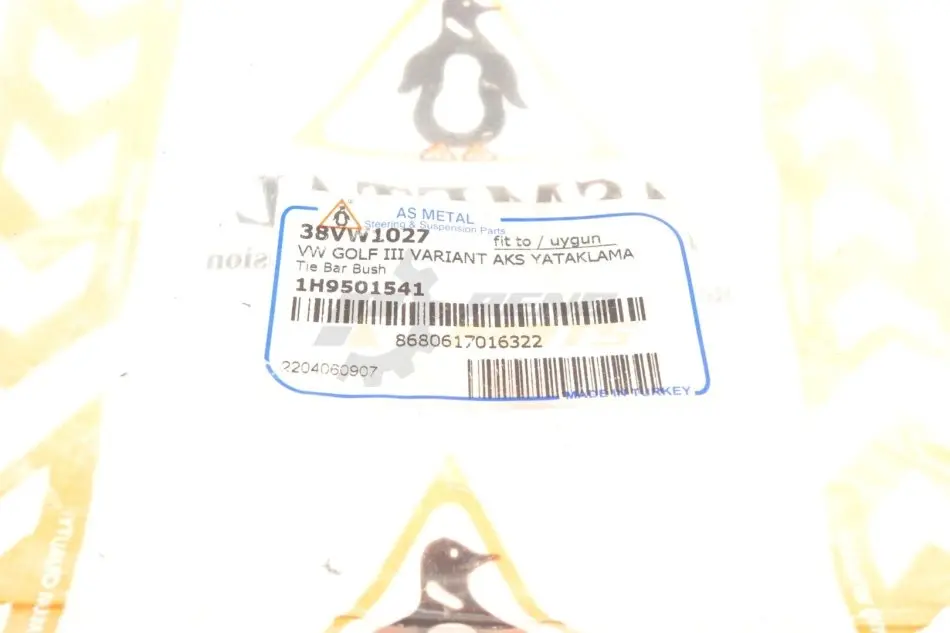 AS METAL
Steering & Suspension Parts
38VW1027 fit to / uygun
VW GOLF III VARIANT AKS YATAKLAMA
Tie Bar Bush
1H9501541
8680617016322
2204060907
MADE IN TURKEY